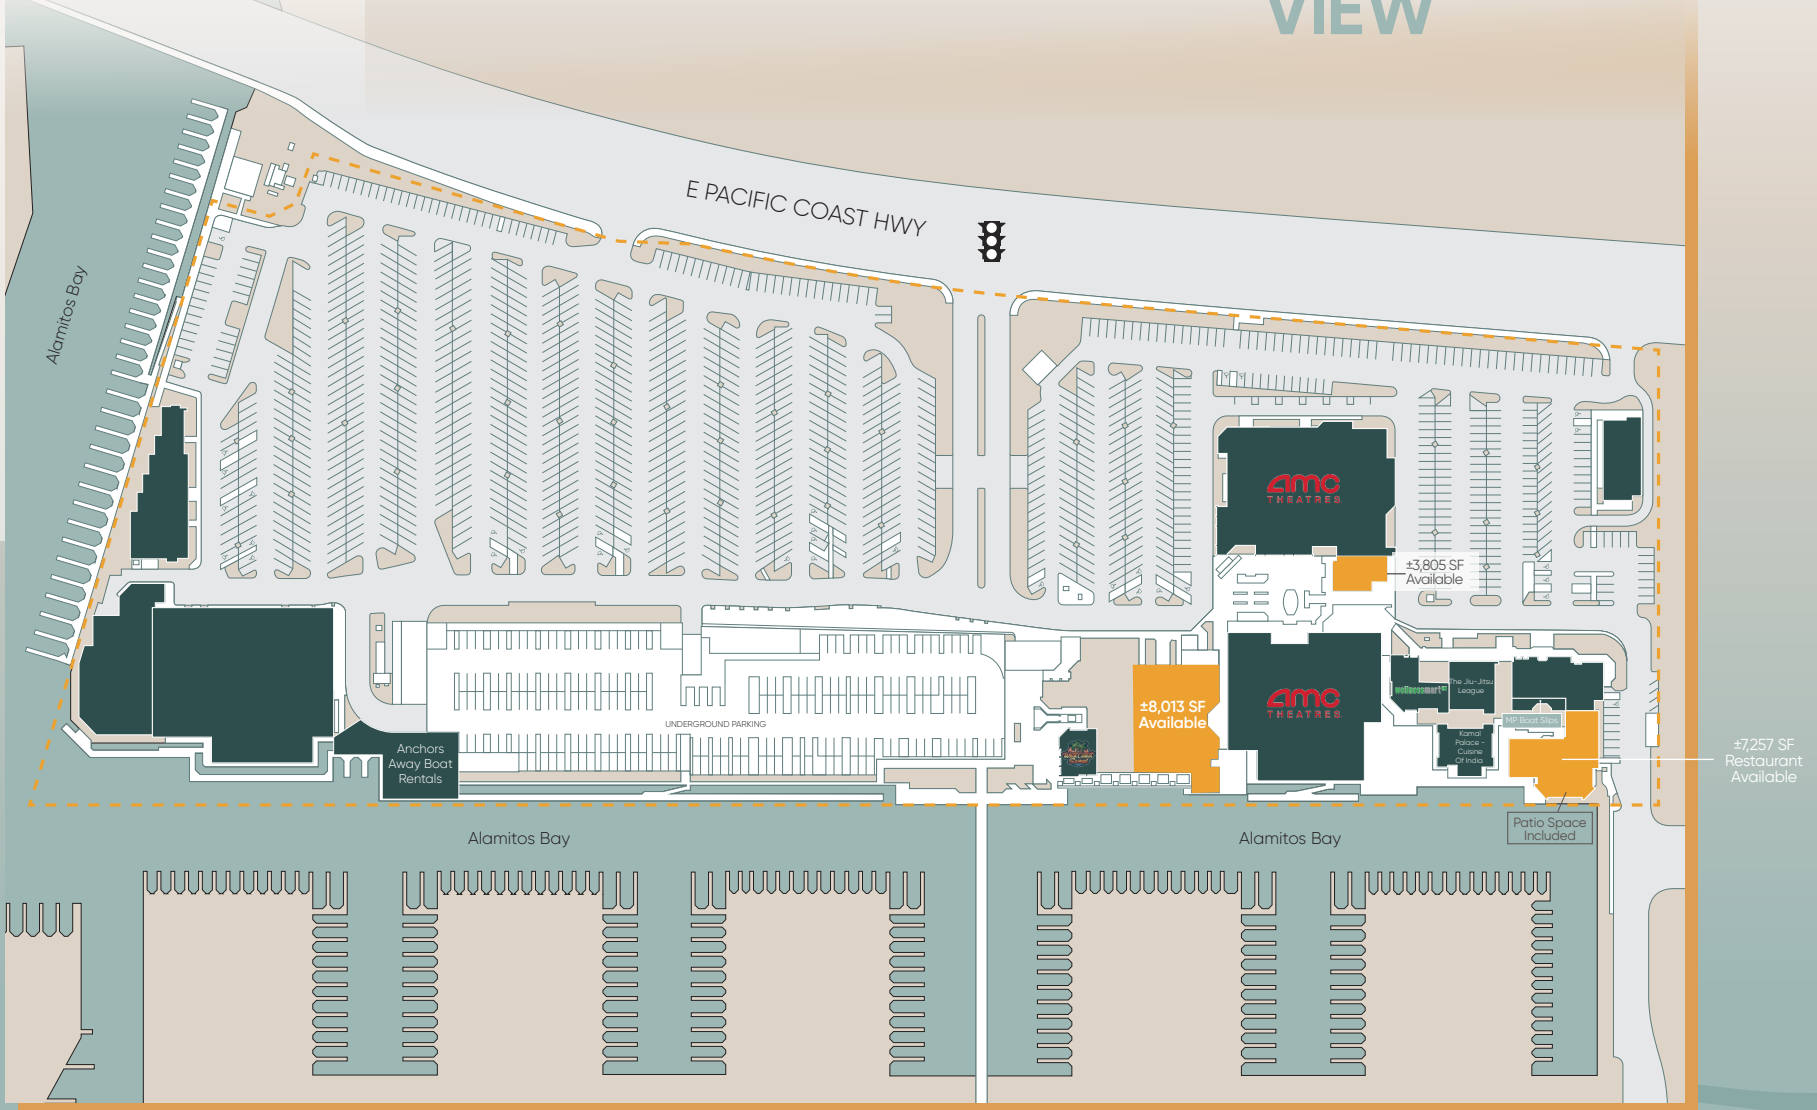 VIEW
E PACIFIC COAST HWY
Alamitos Bay
amc
THEATRES
±3,805 SF
Available
±8,013 SF
Available
amc
THEATRES
wellnessmart
The Jiu-Jitsu
League
MP Boat Slips
Kamal
Palace -
Cuisine
Of India
UNDERGROUND PARKING
Anchors
Away Boat
Rentals
±7,257 SF
Restaurant
Available
Patio Space
Included
Alamitos Bay
Alamitos Bay